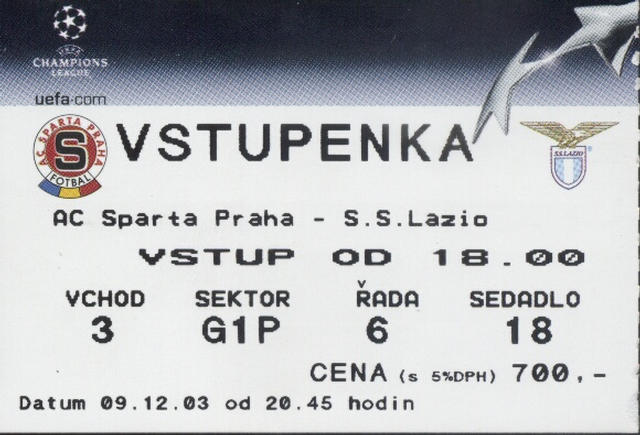 UEFA
CHAMPIONS
LEAGUE
uefa.com
AC SPARTA PRAHA
S
FOTBAL
VSTUPENKA
S.S.LAZIO
AC Sparta Praha - S.S.Lazio
VSTUP OD 18.00
VCHOD SEKTOR ŘADA SEDADLO
3 G1P 6 18
CENA (s 5%DPH) 700,-
Datum 09.12.03 od 20.45 hodin